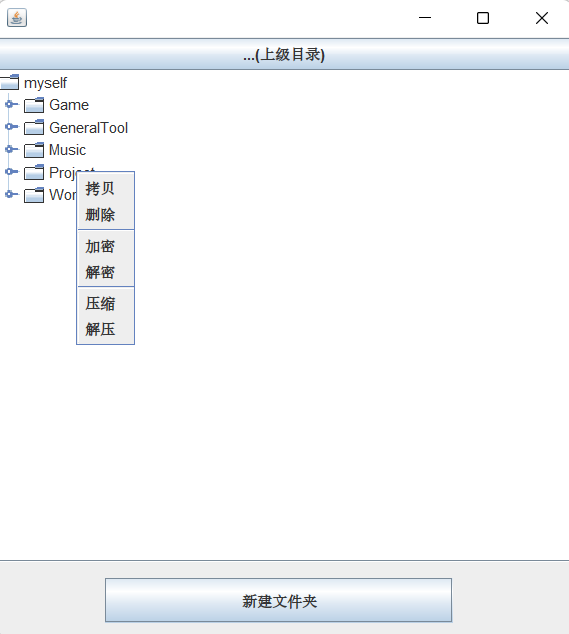 ...(上级目录)
myself
Game
GeneralTool
Music
Project
拷贝
删除
加密
解密
压缩
解压
新建文件夹